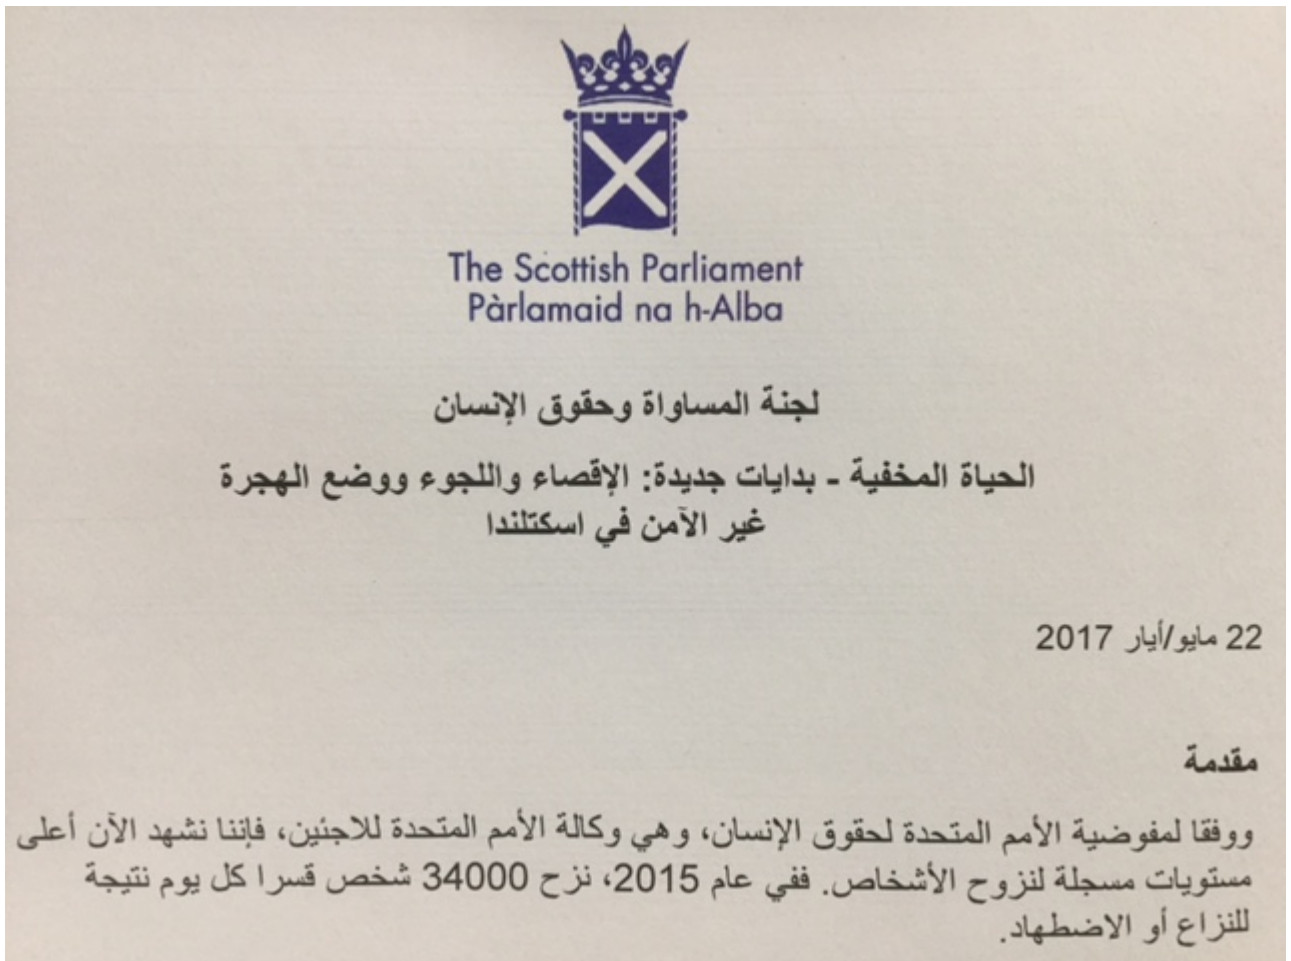 The Scottish Parliament
Pàrlamaid na h-Alba
لجنة المساواة وحقوق الإنسان
الحياة المخفية - بدايات جديدة: الإقصاء واللجوء ووضع الهجرة
غير الآمن في اسكتلندا
22 مايو/أيار 2017
مقدمة
ووفقا لمفوضية الأمم المتحدة لحقوق الإنسان، وهي وكالة الأمم المتحدة للاجئين، فإننا نشهد الآن أعلى
مستويات مسجلة لنزوح الأشخاص. ففي عام 2015، نزح 34000 شخص قسرا كل يوم نتيجة
للنزاع أو الاضطهاد.